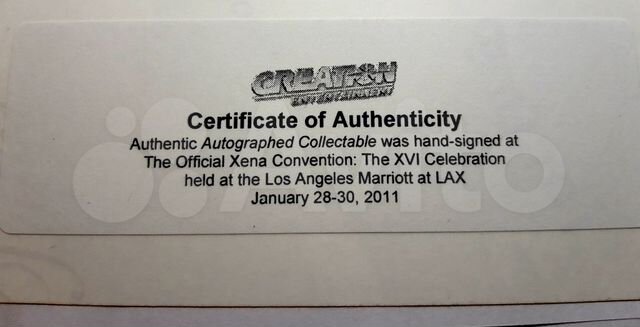 CREATION
ENTERTAINMENT
Certificate of Authenticity
Authentic Autographed Collectable was hand-signed at
The Official Xena Convention: The XVI Celebration
held at the Los Angeles Marriott at LAX
January 28-30, 2011
Avito